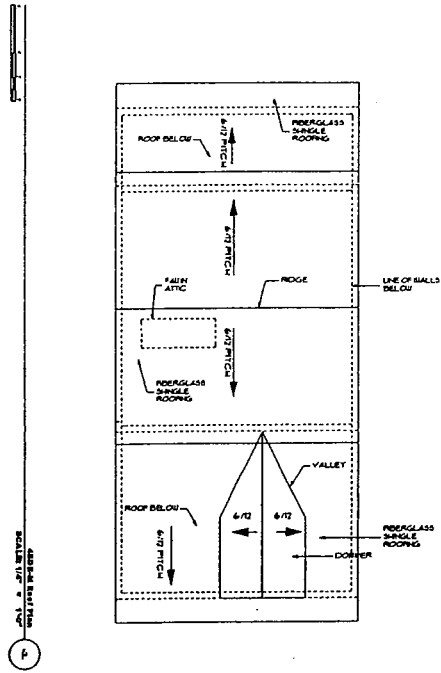 FIBERGLASS
SHINGLE
ROOFING
ROOF BELOW
6/12 PITCH
6/12 PITCH
FAU IN
ATTIC
RIDGE
LINE OF WALLS
BELOW
6/12 PITCH
FIBERGLASS
SHINGLE
ROOFING
VALLEY
ROOF BELOW
6/12
6/12
FIBERGLASS
SHINGLE
ROOFING
6/12 PITCH
DORMER
Roof Plan
SCALE: 1/4" = 1'-0"